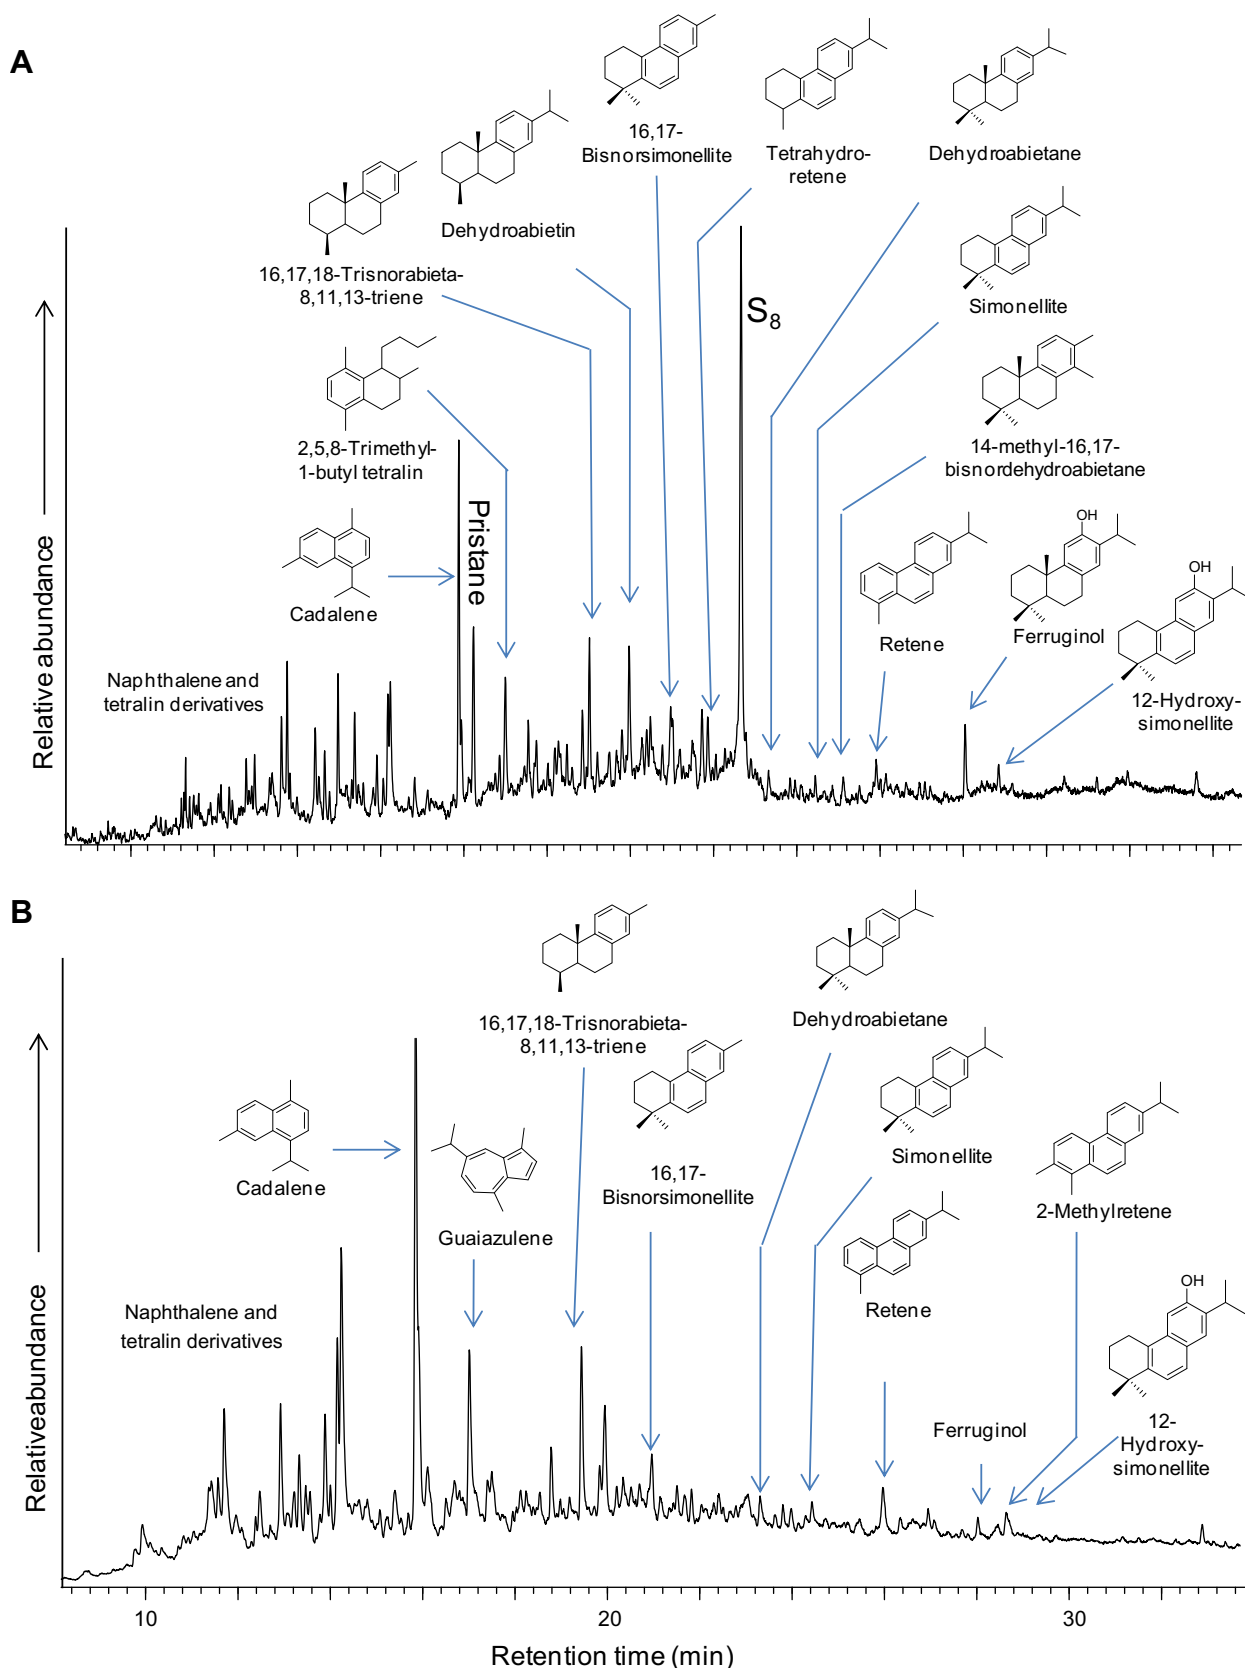 A
16,17-
Bisnorsimonellite
Tetrahydro-
retene
Dehydroabietane
Dehydroabietin
16,17,18-Trisnorabieta-
8,11,13-triene
Simonellite
S8
2,5,8-Trimethyl-
1-butyl tetralin
14-methyl-16,17-
bisnordehydroabietane
Pristane
Cadalene
OH
Retene
Ferruginol
OH
12-Hydroxy-
simonellite
Naphthalene and
tetralin derivatives
Relative abundance
B
16,17,18-Trisnorabieta-
8,11,13-triene
Dehydroabietane
Cadalene
Guaiazulene
16,17-
Bisnorsimonellite
Simonellite
2-Methylretene
Retene
Naphthalene and
tetralin derivatives
OH
Ferruginol
12-
Hydroxy-
simonellite
Relative abundance
10
20
30
Retention time (min)